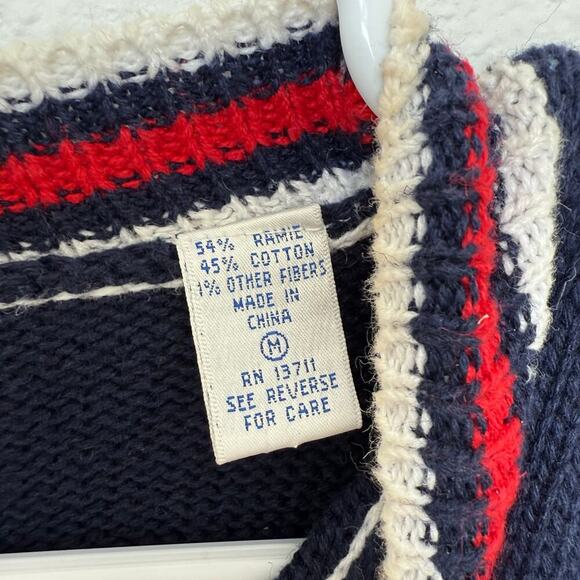 54% RAMIE
45% COTTON
1% OTHER FIBERS
MADE IN
CHINA
M
RN 13711
SEE REVERSE
FOR CARE